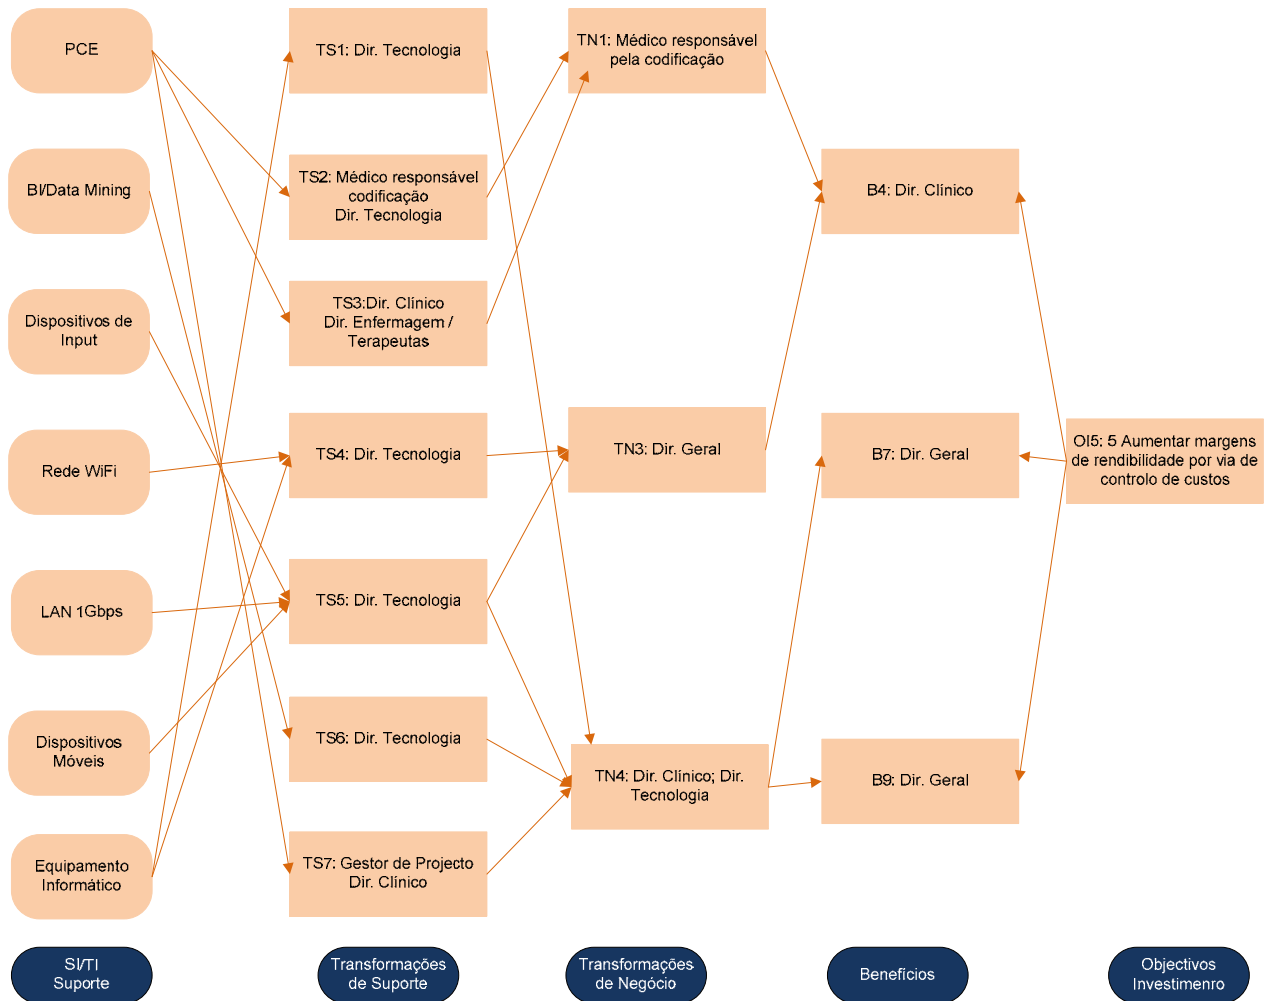 PCE
BI/Data Mining
Dispositivos de
Input
Rede WiFi
LAN 1Gbps
Dispositivos
Móveis
Equipamento
Informático
SI/TI
Suporte
TS1: Dir. Tecnologia
TS2: Médico responsável
codificação
Dir. Tecnologia
TS3:Dir. Clínico
Dir. Enfermagem /
Terapeutas
TS4: Dir. Tecnologia
TS5: Dir. Tecnologia
TS6: Dir. Tecnologia
TS7: Gestor de Projecto
Dir. Clínico
Transformações
de Suporte
TN1: Médico responsável
pela codificação
TN3: Dir. Geral
TN4: Dir. Clínico; Dir.
Tecnologia
Transformações
de Negócio
B4: Dir. Clínico
B7: Dir. Geral
B9: Dir. Geral
Benefícios
OI5: 5 Aumentar margens
de rendibilidade por via de
controlo de custos
Objectivos
Investimenro